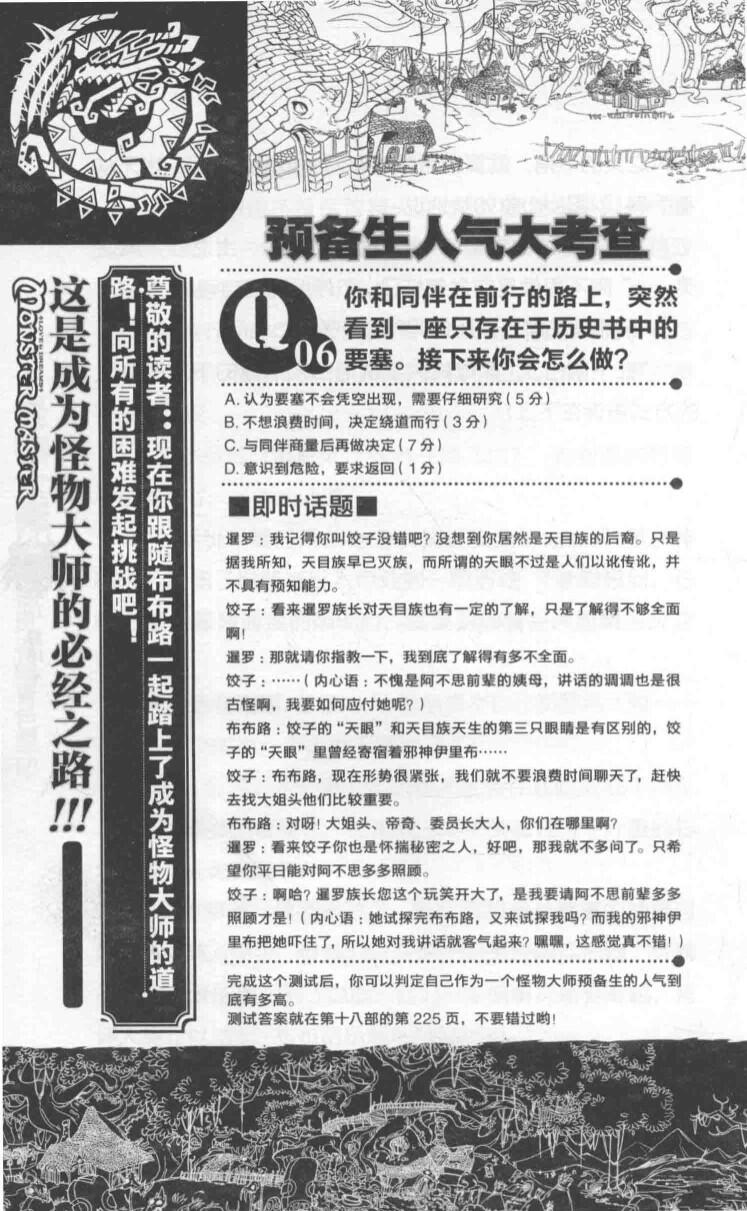 预备生人气大考查
Q
06
你和同伴在前行的路上，突然
看到一座只存在于历史书中的
要塞。接下来你会怎么做？
A. 认为要塞不会凭空出现，需要仔细研究（5 分）
B. 不想浪费时间，决定绕道而行（3 分）
C. 与同伴商量后再做决定（7 分）
D. 意识到危险，要求返回（1 分）
■即时话题■
暹罗：我记得你叫饺子没错吧？没想到你居然是天目族的后裔。只是
据我所知，天目族早已灭族，而所谓的天眼不过是人们以讹传讹，并
不具有预知能力。
饺子：看来暹罗族长对天目族也有一定的了解，只是了解得不够全面
啊！
暹罗：那就请你指教一下，我到底了解得有多不全面。
饺子：……（内心语：不愧是阿不思前辈的姨母，讲话的调调也是很
古怪啊，我要如何应付她呢？）
布布路：饺子的“天眼”和天目族天生的第三只眼睛是有区别的，饺
子的“天眼”里曾经寄宿着邪神伊里布……
饺子：布布路，现在形势很紧张，我们就不要浪费时间聊天了，赶快
去找大姐头他们比较重要。
布布路：对呀！大姐头、帝奇、委员长大人，你们在哪里啊？
暹罗：看来饺子你也是怀揣秘密之人，好吧，那我就不多问了。只希
望你平日能对阿不思多多照顾。
饺子：啊哈？暹罗族长您这个玩笑开大了，是我要请阿不思前辈多多
照顾才是！（内心语：她试探完布布路，又来试探我吗？而我的邪神伊
里布把她吓住了，所以她对我讲话就客气起来？嘿嘿，这感觉真不错！）
完成这个测试后，你可以判定自己作为一个怪物大师预备生的人气到
底有多高。
测试答案就在第十八部的第 225 页，不要错过哟！
尊敬的读者：现在你跟随布布路一起踏上了成为怪物大师的道
路！向所有的困难发起挑战吧！
这是成为怪物大师的必经之路!!!
MONSTER MASTER